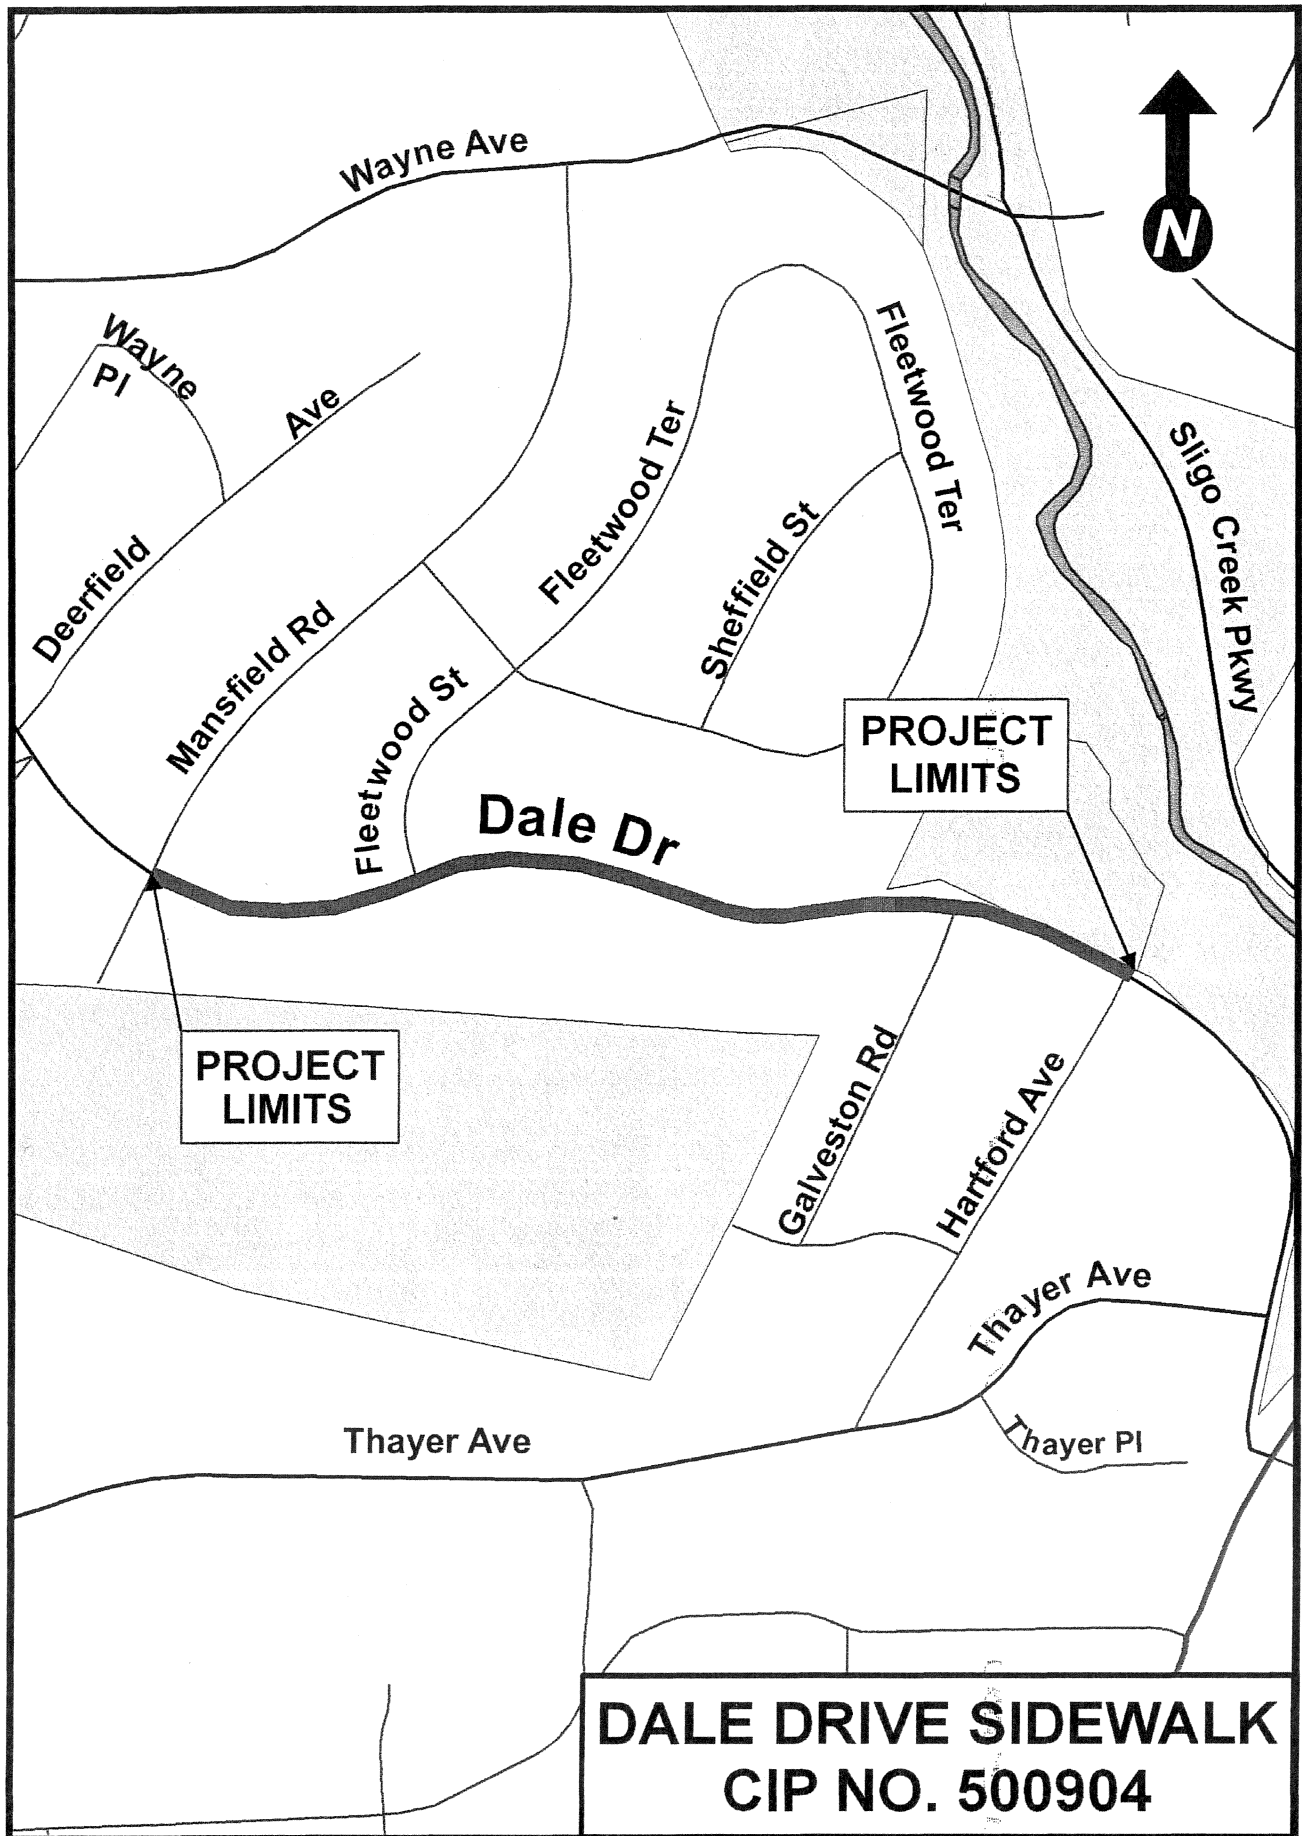 Wayne Ave
N
Wayne
Pl
Ave
Deerfield
Mansfield Rd
Fleetwood Ter
Fleetwood Ter
Sheffield St
Sligo Creek Pkwy
Fleetwood St
PROJECT
LIMITS
Dale Dr
PROJECT
LIMITS
Galveston Rd
Hartford Ave
Thayer Ave
Thayer Ave
Thayer Pl
DALE DRIVE SIDEWALK
CIP NO. 500904